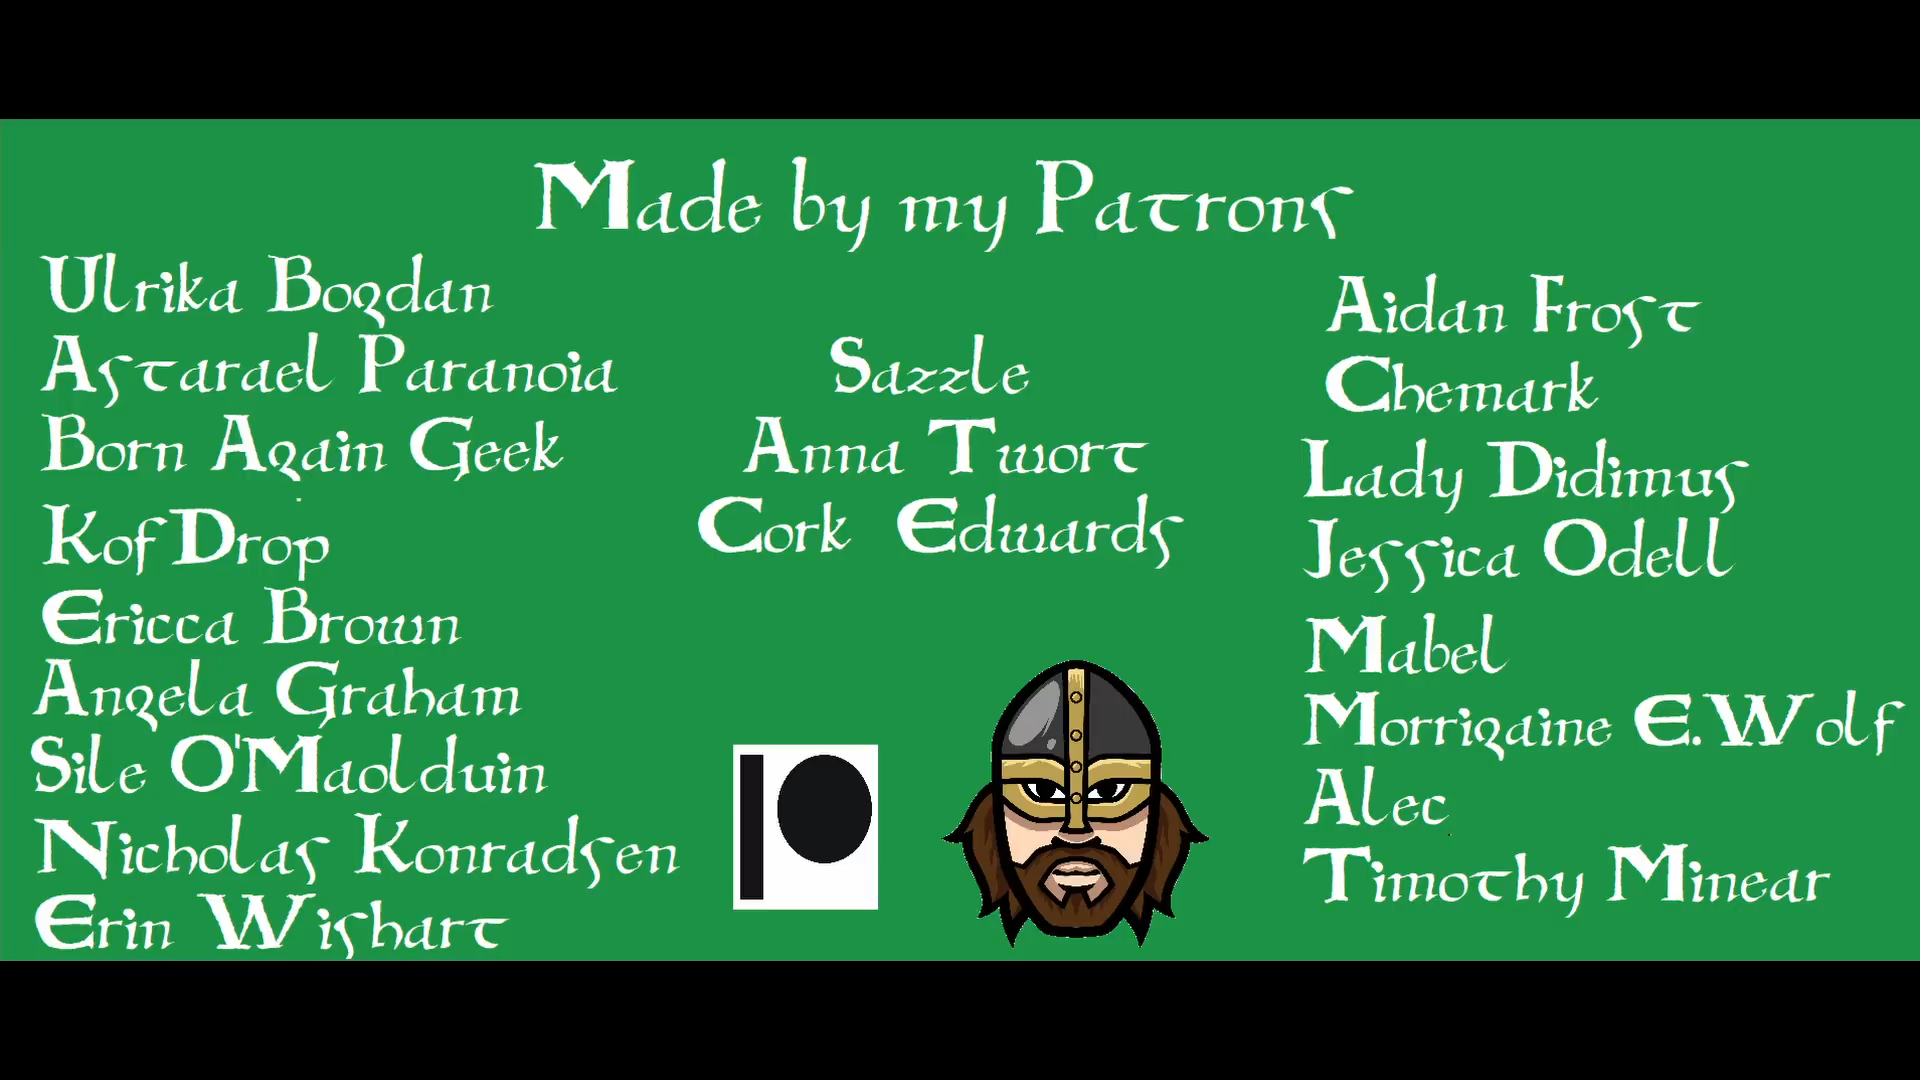 Made by my Patrons
Ulrika Bogdan
Astarael Paranoia
Born Again Geek
KofDrop
Ericca Brown
Angela Graham
Sile O'Maolduin
Nicholas Konradsen
Erin Wishart
Sazzle
Anna Twort
Cork Edwards
Aidan Frost
Chemark
Lady Didimus
Jessica Odell
Mabel
Morrigaine E.Wolf
Alec
Timothy Minear